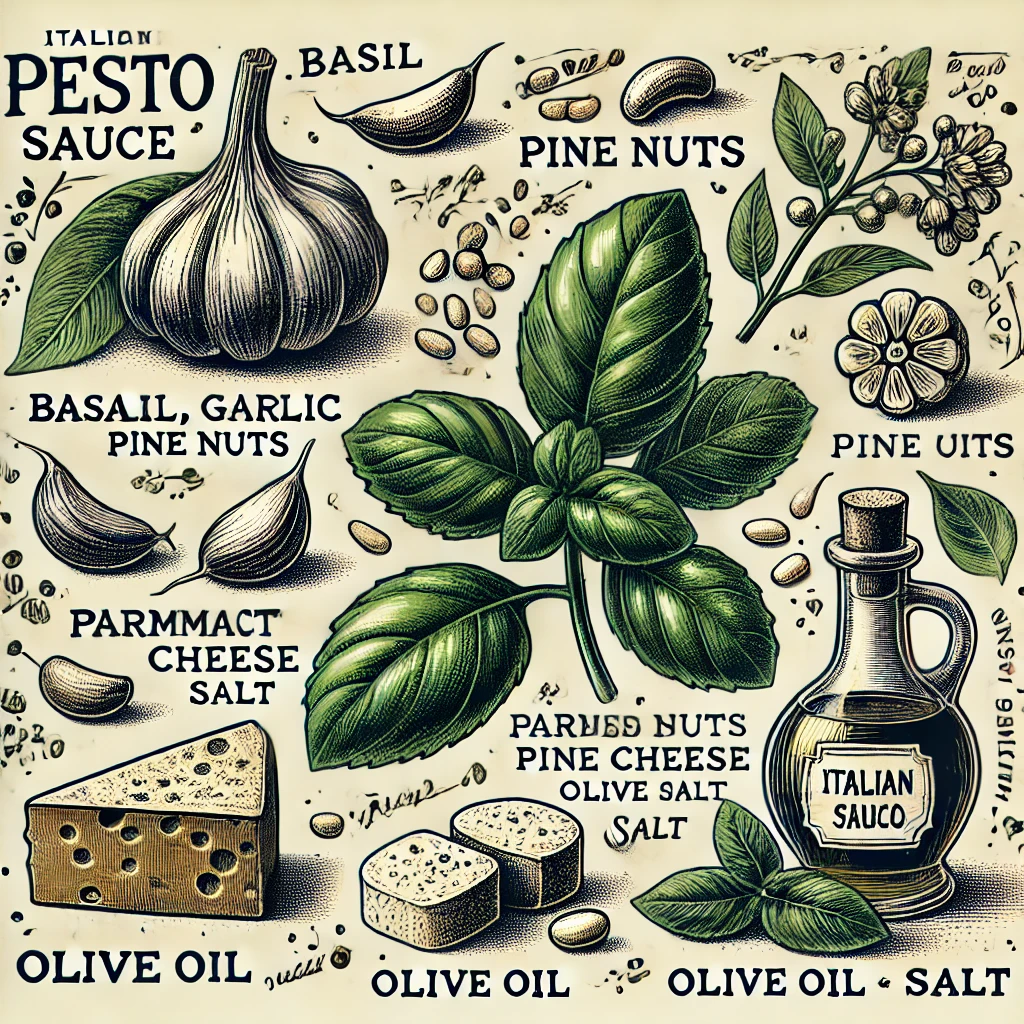 ITALIAN
PESTO
SAUCE
BASIL
PINE NUTS
BASAIL, GARLIC
PINE NUTS
PINE UITS
PARMMACT
CHEESE
SALT
NUTS
PINE CHEESE
OLIVE SALT
SALT
ITALIAN
SAUCO
OLIVE OIL
OLIVE OIL
OLIVE OIL · SALT